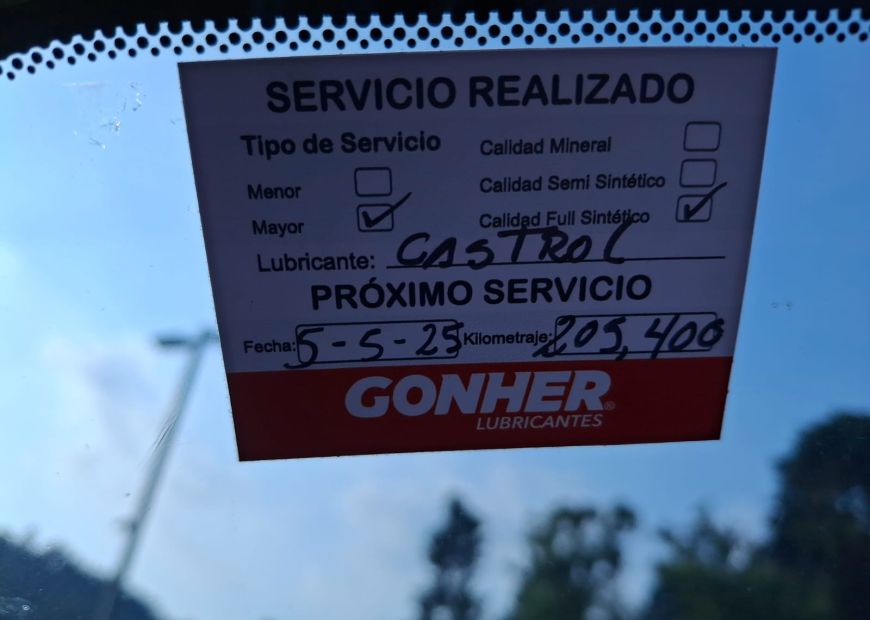 SERVICIO REALIZADO
Tipo de Servicio
Menor
Mayor
Calidad Mineral
Calidad Semi Sintético
Calidad Full Sintético
Lubricante: CASTROL
PRÓXIMO SERVICIO
Fecha: 5-5-25 Kilometraje: 205,400
GONHER®
LUBRICANTES